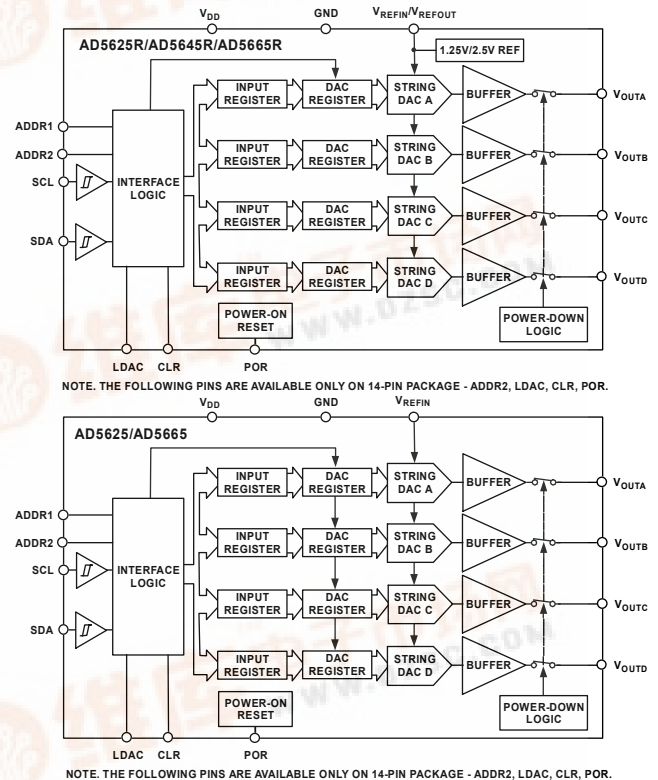 VDD GND VREFIN/VREFOUT
AD5625R/AD5645R/AD5665R
1.25V/2.5V REF
INPUT REGISTER DAC REGISTER STRING DAC A BUFFER VOUTA
ADDR1
ADDR2
SCL
SDA
INTERFACE LOGIC
INPUT REGISTER DAC REGISTER STRING DAC B BUFFER VOUTB
INPUT REGISTER DAC REGISTER STRING DAC C BUFFER VOUTC
INPUT REGISTER DAC REGISTER STRING DAC D BUFFER VOUTD
POWER-ON RESET
POWER-DOWN LOGIC
LDAC CLR POR
NOTE. THE FOLLOWING PINS ARE AVAILABLE ONLY ON 14-PIN PACKAGE - ADDR2, LDAC, CLR, POR.
VDD GND VREFIN
AD5625/AD5665
INPUT REGISTER DAC REGISTER STRING DAC A BUFFER VOUTA
ADDR1
ADDR2
SCL
SDA
INTERFACE LOGIC
INPUT REGISTER DAC REGISTER STRING DAC B BUFFER VOUTB
INPUT REGISTER DAC REGISTER STRING DAC C BUFFER VOUTC
INPUT REGISTER DAC REGISTER STRING DAC D BUFFER VOUTD
POWER-ON RESET
POWER-DOWN LOGIC
LDAC CLR POR
NOTE. THE FOLLOWING PINS ARE AVAILABLE ONLY ON 14-PIN PACKAGE - ADDR2, LDAC, CLR, POR.